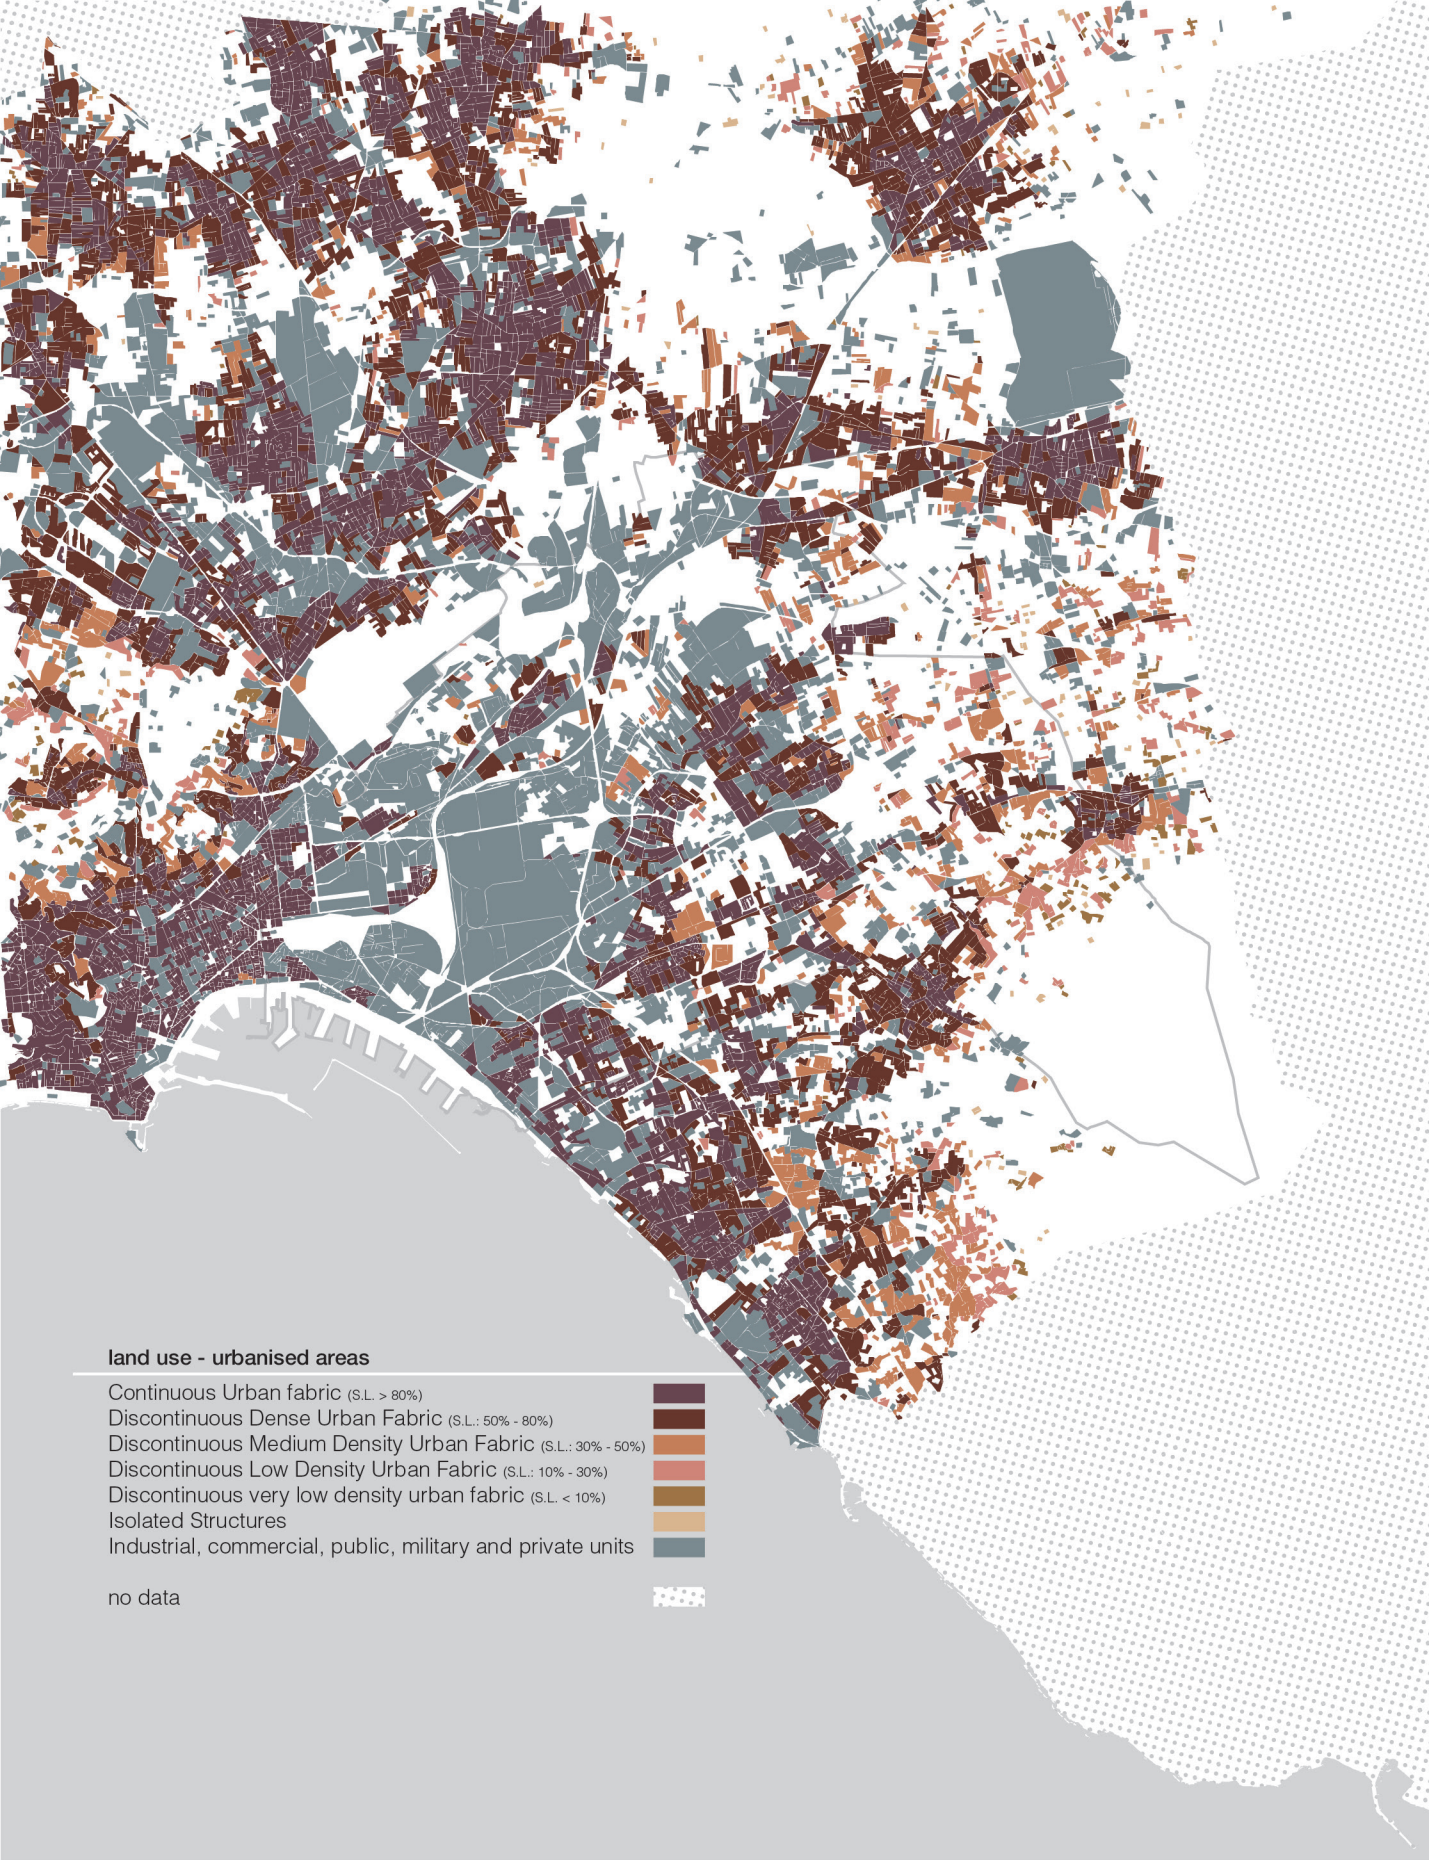 land use - urbanised areas
Continuous Urban fabric (S.L. > 80%)
Discontinuous Dense Urban Fabric (S.L.: 50% - 80%)
Discontinuous Medium Density Urban Fabric (S.L.: 30% - 50%)
Discontinuous Low Density Urban Fabric (S.L.: 10% - 30%)
Discontinuous very low density urban fabric (S.L. < 10%)
Isolated Structures
Industrial, commercial, public, military and private units
no data